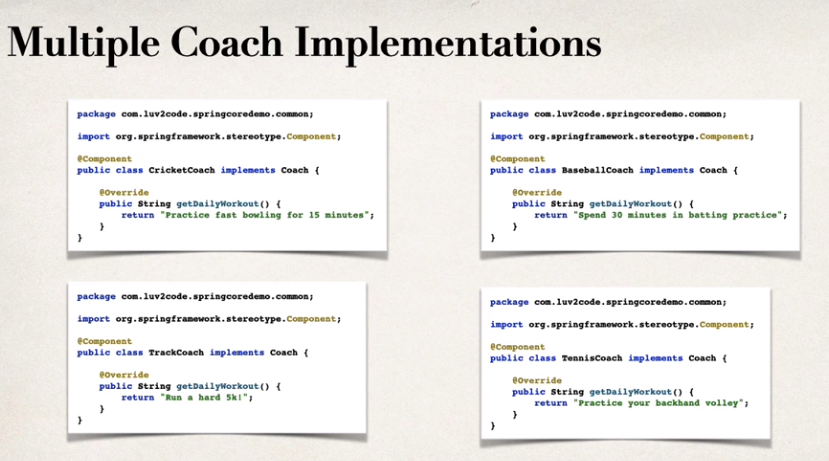 Multiple Coach Implementations
package com.luv2code.springcoredemo.common;
import org.springframework.stereotype.Component;
@Component
public class CricketCoach implements Coach {
@Override
public String getDailyWorkout() {
return "Practice fast bowling for 15 minutes";
}
}
package com.luv2code.springcoredemo.common;
import org.springframework.stereotype.Component;
@Component
public class BaseballCoach implements Coach {
@Override
public String getDailyWorkout() {
return "Spend 30 minutes in batting practice";
}
}
package com.luv2code.springcoredemo.common;
import org.springframework.stereotype.Component;
@Component
public class TrackCoach implements Coach {
@Override
public String getDailyWorkout() {
return "Run a hard 5k!";
}
}
package com.luv2code.springcoredemo.common;
import org.springframework.stereotype.Component;
@Component
public class TennisCoach implements Coach {
@Override
public String getDailyWorkout() {
return "Practice your backhand volley";
}
}